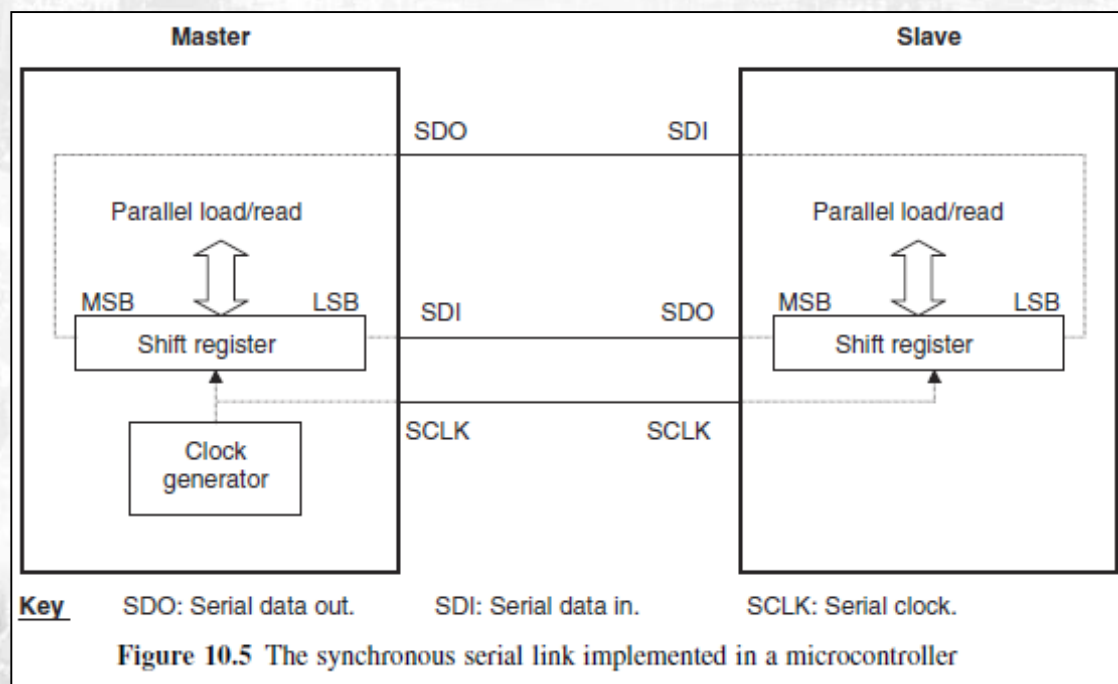 Master
Slave
SDO
SDI
Parallel load/read
Parallel load/read
MSB
LSB
SDI
SDO
MSB
LSB
Shift register
Shift register
SCLK
SCLK
Clock
generator
Key SDO: Serial data out. SDI: Serial data in. SCLK: Serial clock.
Figure 10.5 The synchronous serial link implemented in a microcontroller